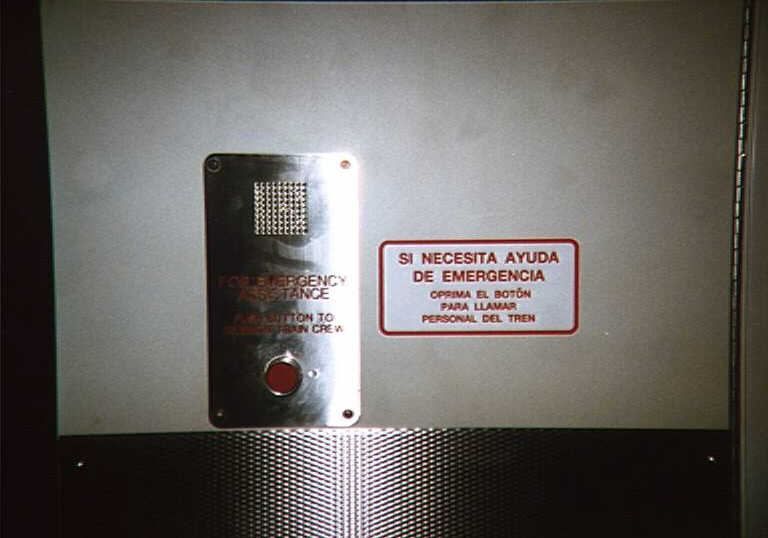 FOR EMERGENCY
ASSISTANCE
BUTTON TO
TRAIN CREW
SI NECESITA AYUDA
DE EMERGENCIA
OPRIMA EL BOTÓN
PARA LLAMAR
PERSONAL DEL TREN